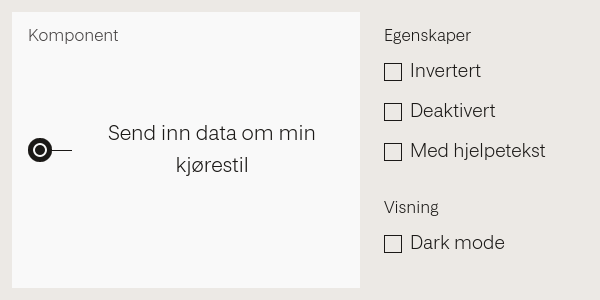 Komponent
Send inn data om min
kjørestil
Egenskaper
Invertert
Deaktivert
Med hjelpetekst
Visning
Dark mode